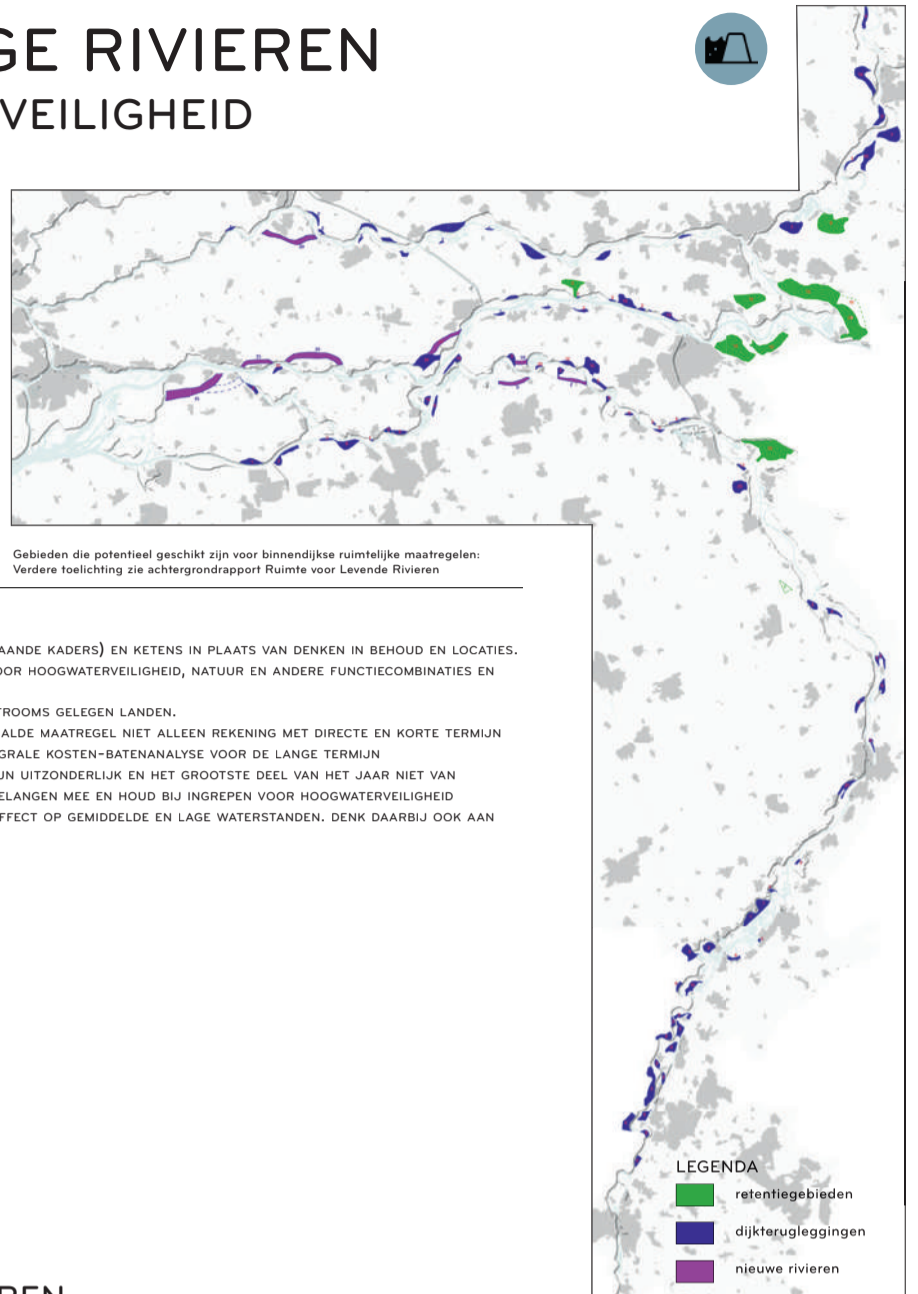 GE RIVIEREN
VEILIGHEID
Gebieden die potentieel geschikt zijn voor binnendijkse ruimtelijke maatregelen:
Verdere toelichting zie achtergrondrapport Ruimte voor Levende Rivieren
AANDE KADERS) EN KETENS IN PLAATS VAN DENKEN IN BEHOUD EN LOCATIES.
OOR HOOGWATERVEILIGHEID, NATUUR EN ANDERE FUNCTIECOMBINATIES EN
TROOMS GELEGEN LANDEN.
ALDE MAATREGEL NIET ALLEEN REKENING MET DIRECTE EN KORTE TERMIJN
GRALE KOSTEN-BATENANALYSE VOOR DE LANGE TERMIJN
JN UITZONDERLIJK EN HET GROOTSTE DEEL VAN HET JAAR NIET VAN
ELANGEN MEE EN HOUD BIJ INGREPEN VOOR HOOGWATERVEILIGHEID
FFECT OP GEMIDDELDE EN LAGE WATERSTANDEN. DENK DAARBIJ OOK AAN
LEGENDA
retentiegebieden
dijkterugleggingen
nieuwe rivieren